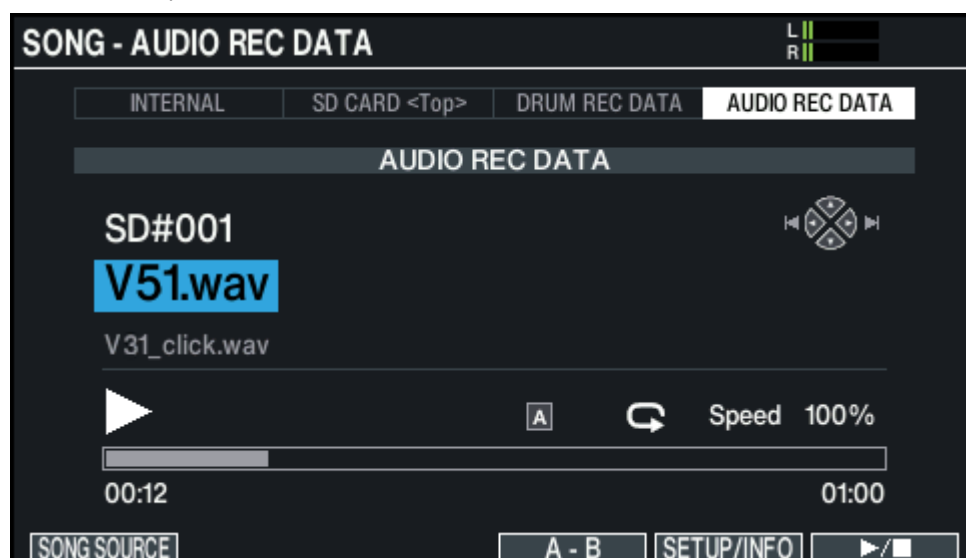 SONG - AUDIO REC DATA
L
R
INTERNAL SD CARD <Top> DRUM REC DATA AUDIO REC DATA
AUDIO REC DATA
SD#001
V51.wav
V31_click.wav
A Speed 100%
00:12 01:00
SONG SOURCE A - B SETUP/INFO ▶/■